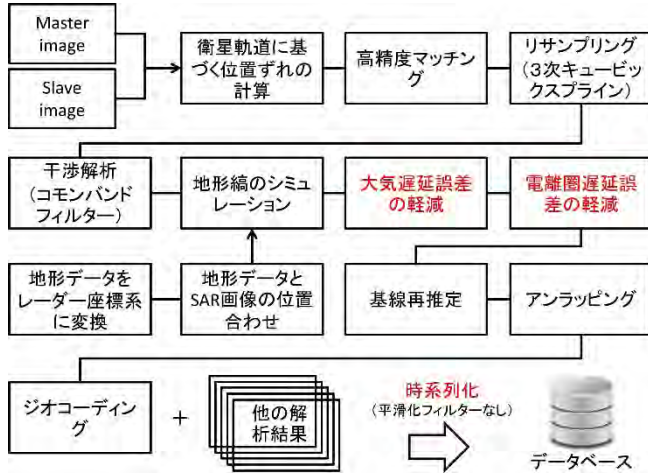 Master
image
Slave
image
衛星軌道に基
づく位置ずれの
計算
高精度マッチン
グ
リサンプリング
（3次キュービッ
クスプライン）
干渉解析
（コモンバンド
フィルター）
地形縞のシミュ
レーション
大気遅延誤差
の軽減
電離圏遅延誤
差の軽減
地形データを
レーダー座標系
に変換
地形データと
SAR画像の位置
合わせ
基線再推定
アンラッピング
ジオコーディン
グ
+
他の解
析結果
時系列化
（平滑化フィルターなし）
データベース